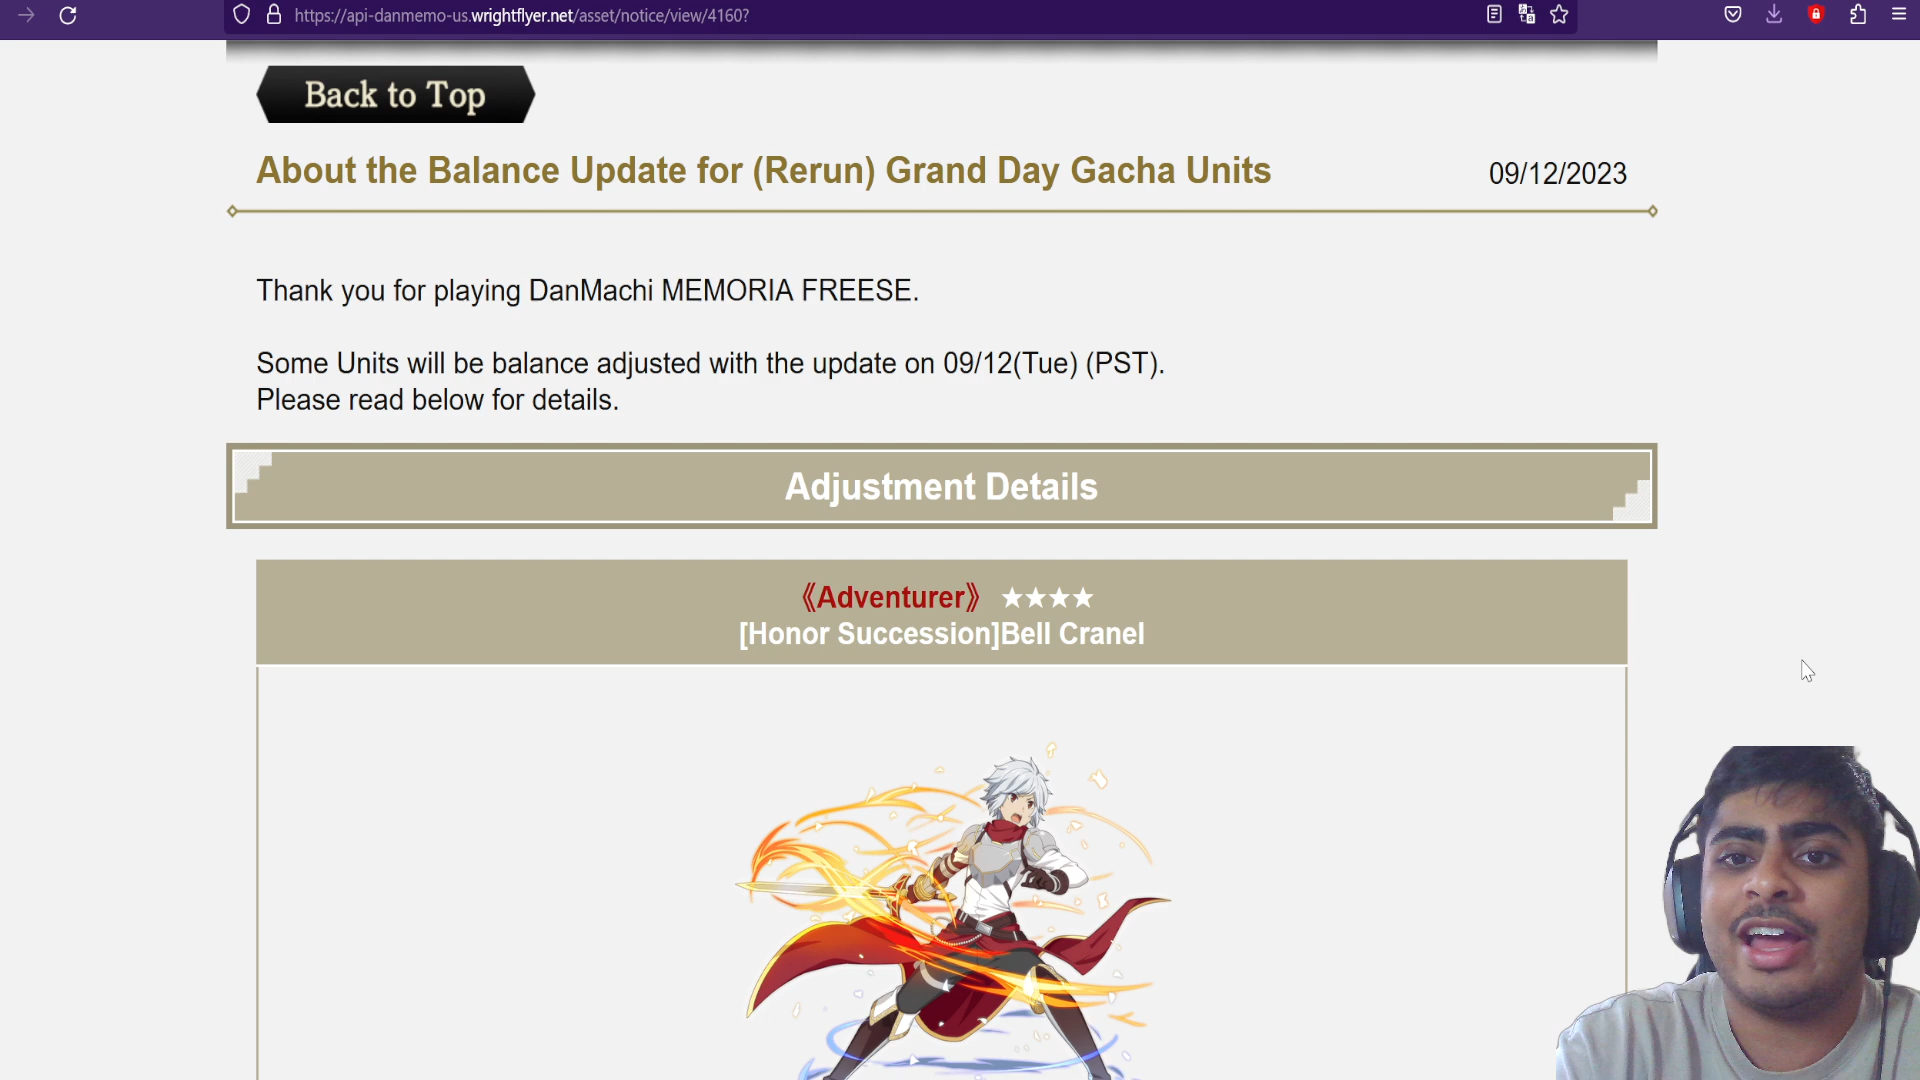 https://api-danmemo-us.wrightflyer.net/asset/notice/view/4160?
Back to Top
About the Balance Update for (Rerun) Grand Day Gacha Units
09/12/2023
Thank you for playing DanMachi MEMORIA FREESE.
Some Units will be balance adjusted with the update on 09/12(Tue) (PST).
Please read below for details.
Adjustment Details
《Adventurer》 ★★★★
[Honor Succession]Bell Cranel